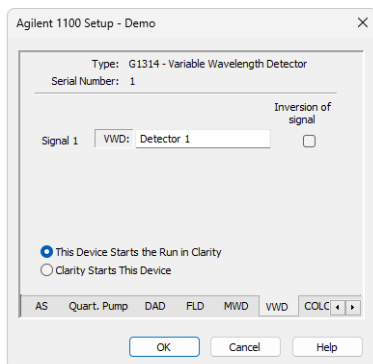 Agilent 1100 Setup - Demo
Type: G1314 - Variable Wavelength Detector
Serial Number: 1
Inversion of
signal
Signal 1 VWD: Detector 1
This Device Starts the Run in Clarity
Clarity Starts This Device
AS Quart. Pump DAD FLD MWD VWD COLC
OK Cancel Help